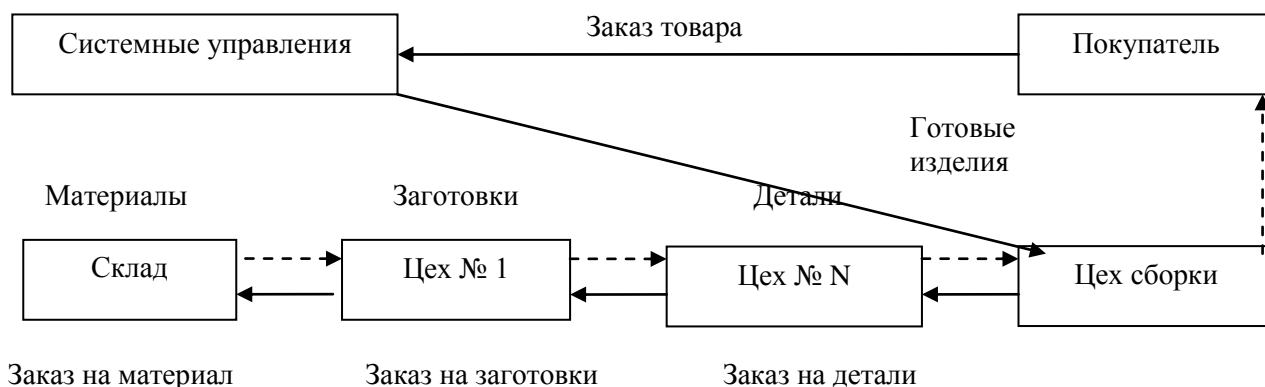 Системные управления
Заказ товара
Покупатель
Готовые
изделия
Материалы
Заготовки
Детали
Склад
Цех № 1
Цех № N
Цех сборки
Заказ на материал
Заказ на заготовки
Заказ на детали